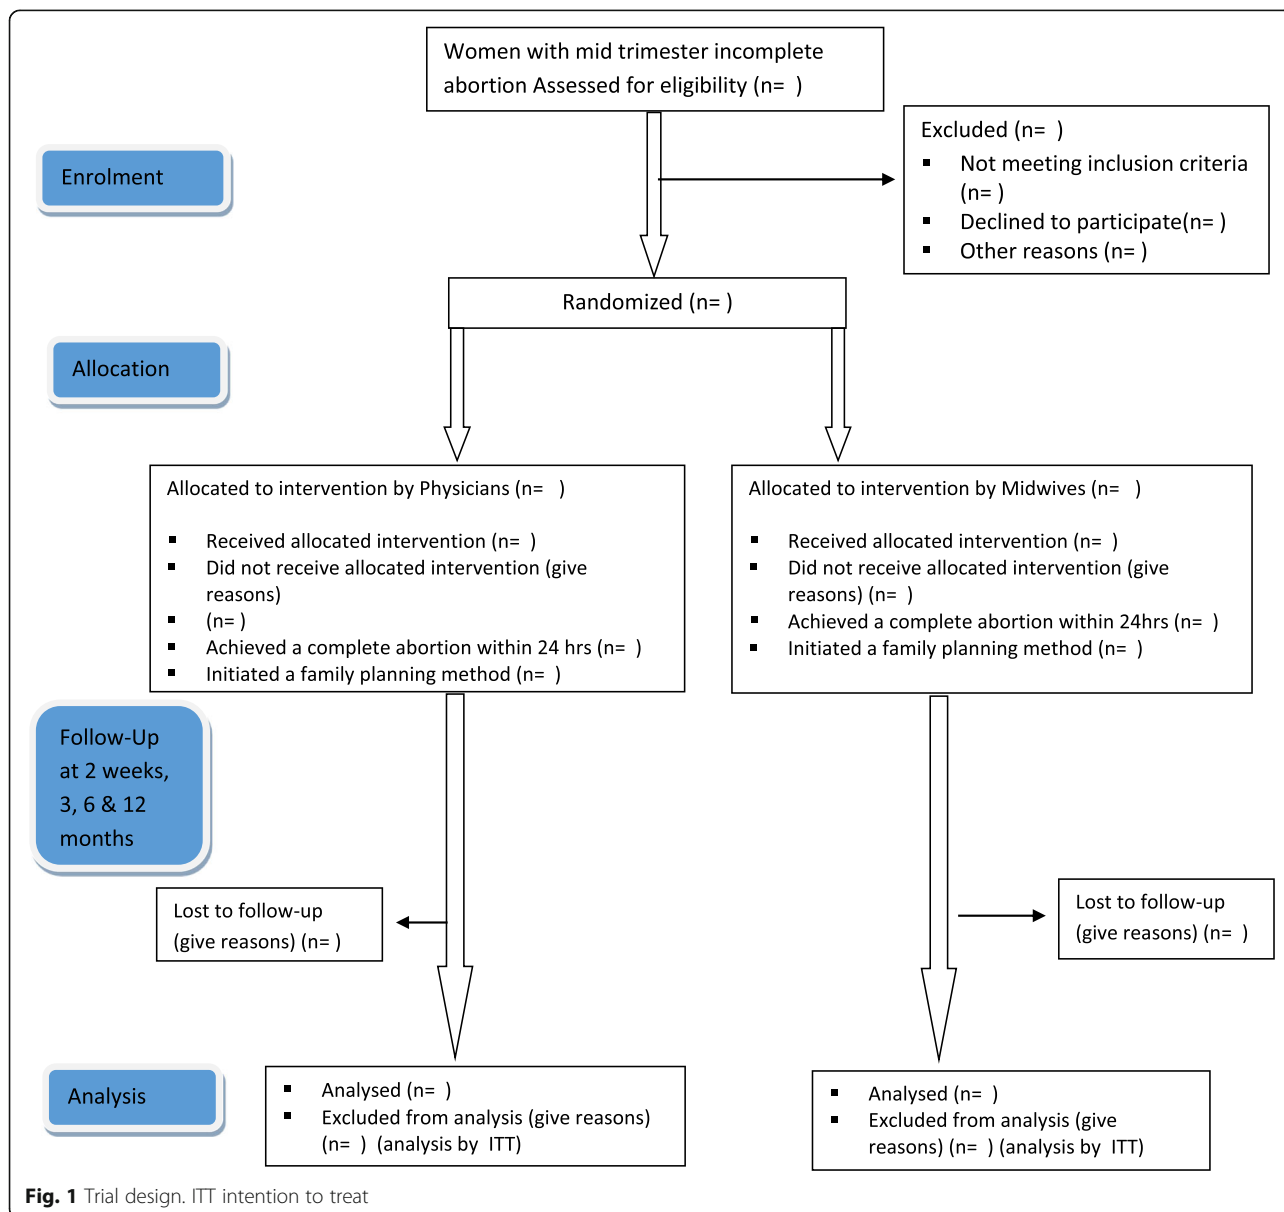 Women with mid trimester incomplete
abortion Assessed for eligibility (n=  )
Excluded (n=  )
▪ Not meeting inclusion criteria
(n= )
▪ Declined to participate(n= )
▪ Other reasons (n= )
Enrolment
Randomized (n= )
Allocation
Allocated to intervention by Physicians (n=   )
▪ Received allocated intervention (n=  )
▪ Did not receive allocated intervention (give
reasons)
▪ (n= )
▪ Achieved a complete abortion within 24 hrs (n=  )
▪ Initiated a family planning method (n=  )
Allocated to intervention by Midwives (n=   )
▪ Received allocated intervention (n=  )
▪ Did not receive allocated intervention (give
reasons) (n=  )
▪ Achieved a complete abortion within 24hrs (n=  )
▪ Initiated a family planning method (n=  )
Follow-Up
at 2 weeks,
3, 6 & 12
months
Lost to follow-up
(give reasons) (n= )
Lost to follow-up
(give reasons) (n=  )
Analysis
▪ Analysed (n=  )
▪ Excluded from analysis (give reasons)
(n=  )  (analysis by  ITT)
▪ Analysed (n=  )
▪ Excluded from analysis (give
reasons) (n=  ) (analysis by  ITT)
Fig. 1 Trial design. ITT intention to treat